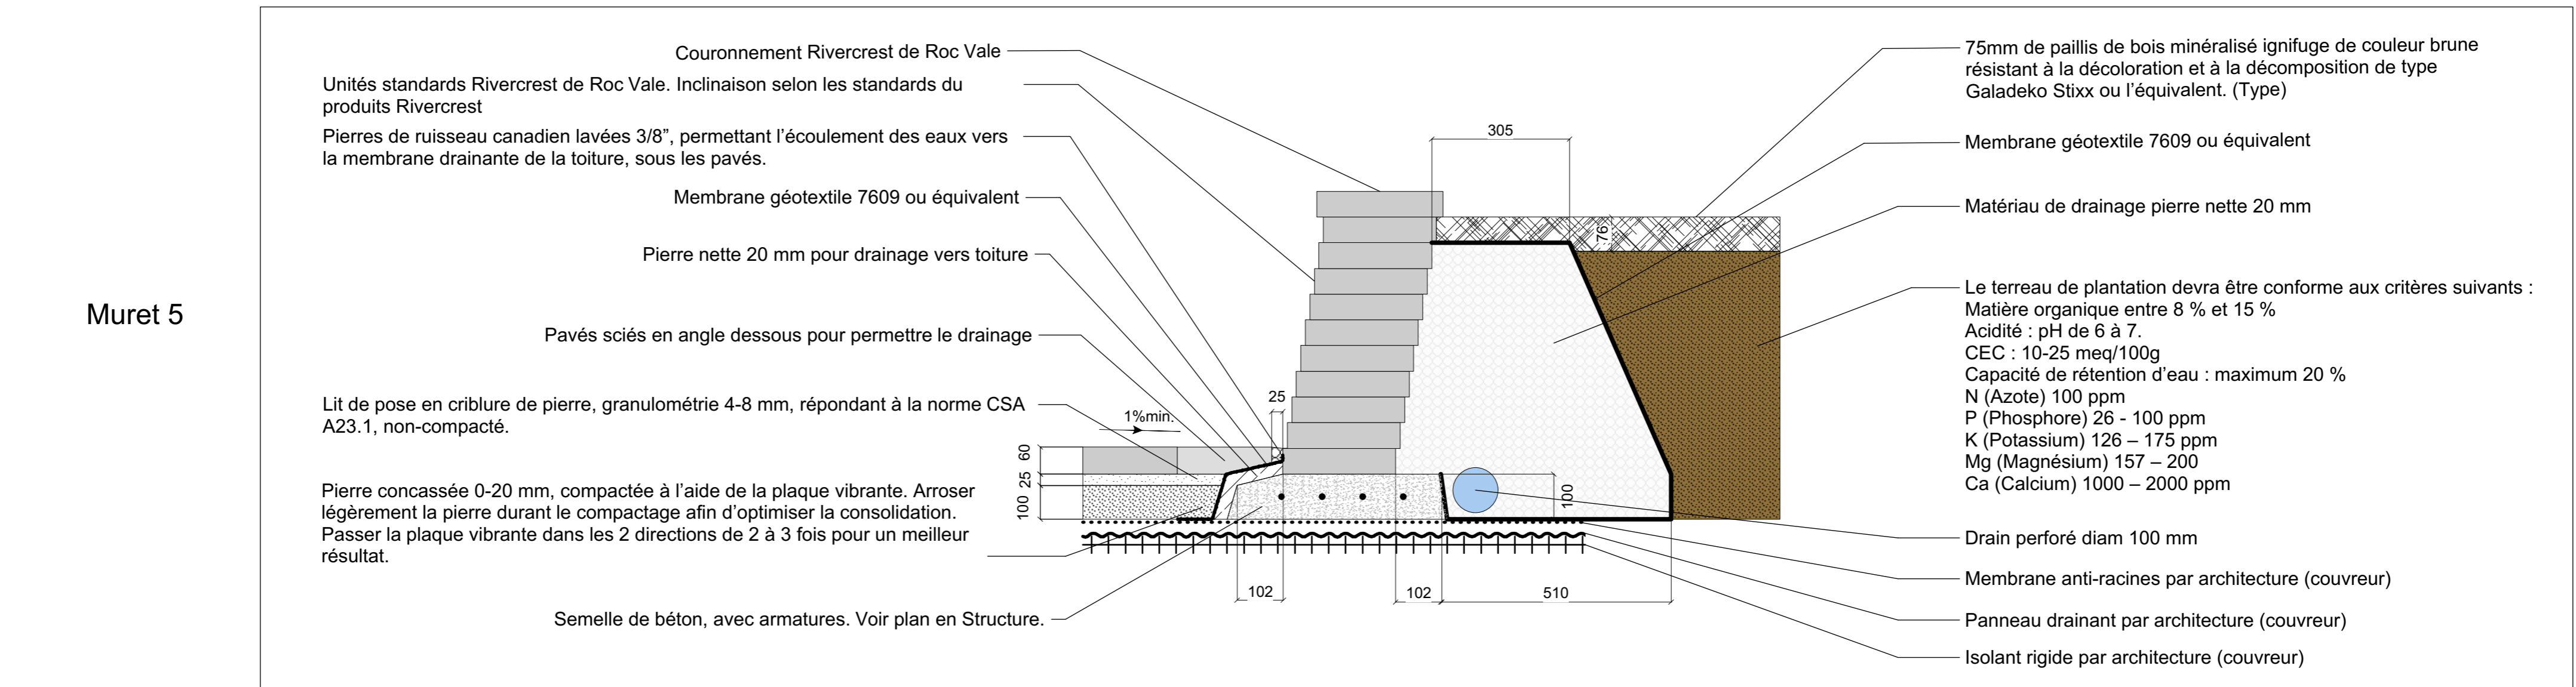 Muret 5
Couronnement Rivercrest de Roc Vale
Unités standards Rivercrest de Roc Vale. Inclinaison selon les standards du
produits Rivercrest
Pierres de ruisseau canadien lavées 3/8”, permettant l’écoulement des eaux vers
la membrane drainante de la toiture, sous les pavés.
Membrane géotextile 7609 ou équivalent
Pierre nette 20 mm pour drainage vers toiture
Pavés sciés en angle dessous pour permettre le drainage
Lit de pose en criblure de pierre, granulométrie 4-8 mm, répondant à la norme CSA
A23.1, non-compacté.
Pierre concassée 0-20 mm, compactée à l’aide de la plaque vibrante. Arroser
légèrement la pierre durant le compactage afin d’optimiser la consolidation.
Passer la plaque vibrante dans les 2 directions de 2 à 3 fois pour un meilleur
résultat.
Semelle de béton, avec armatures. Voir plan en Structure.
305
76
25
1%min.
60
25
100
100
102
102
510
75mm de paillis de bois minéralisé ignifuge de couleur brune
résistant à la décoloration et à la décomposition de type
Galadeko Stixx ou l’équivalent. (Type)
Membrane géotextile 7609 ou équivalent
Matériau de drainage pierre nette 20 mm
Le terreau de plantation devra être conforme aux critères suivants :
Matière organique entre 8 % et 15 %
Acidité : pH de 6 à 7.
CEC : 10-25 meq/100g
Capacité de rétention d’eau : maximum 20 %
N (Azote) 100 ppm
P (Phosphore) 26 - 100 ppm
K (Potassium) 126 – 175 ppm
Mg (Magnésium) 157 – 200
Ca (Calcium) 1000 – 2000 ppm
Drain perforé diam 100 mm
Membrane anti-racines par architecture (couvreur)
Panneau drainant par architecture (couvreur)
Isolant rigide par architecture (couvreur)